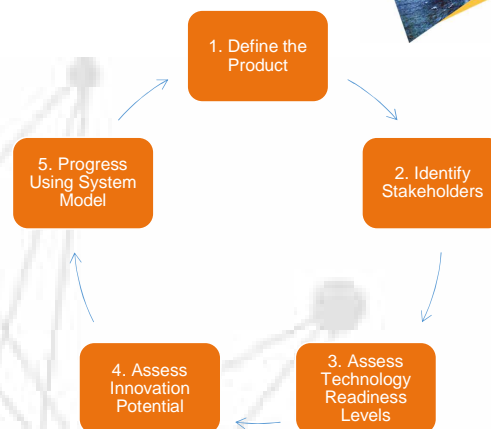 1. Define the
Product
2. Identify
Stakeholders
3. Assess
Technology
Readiness
Levels
4. Assess
Innovation
Potential
5. Progress
Using System
Model